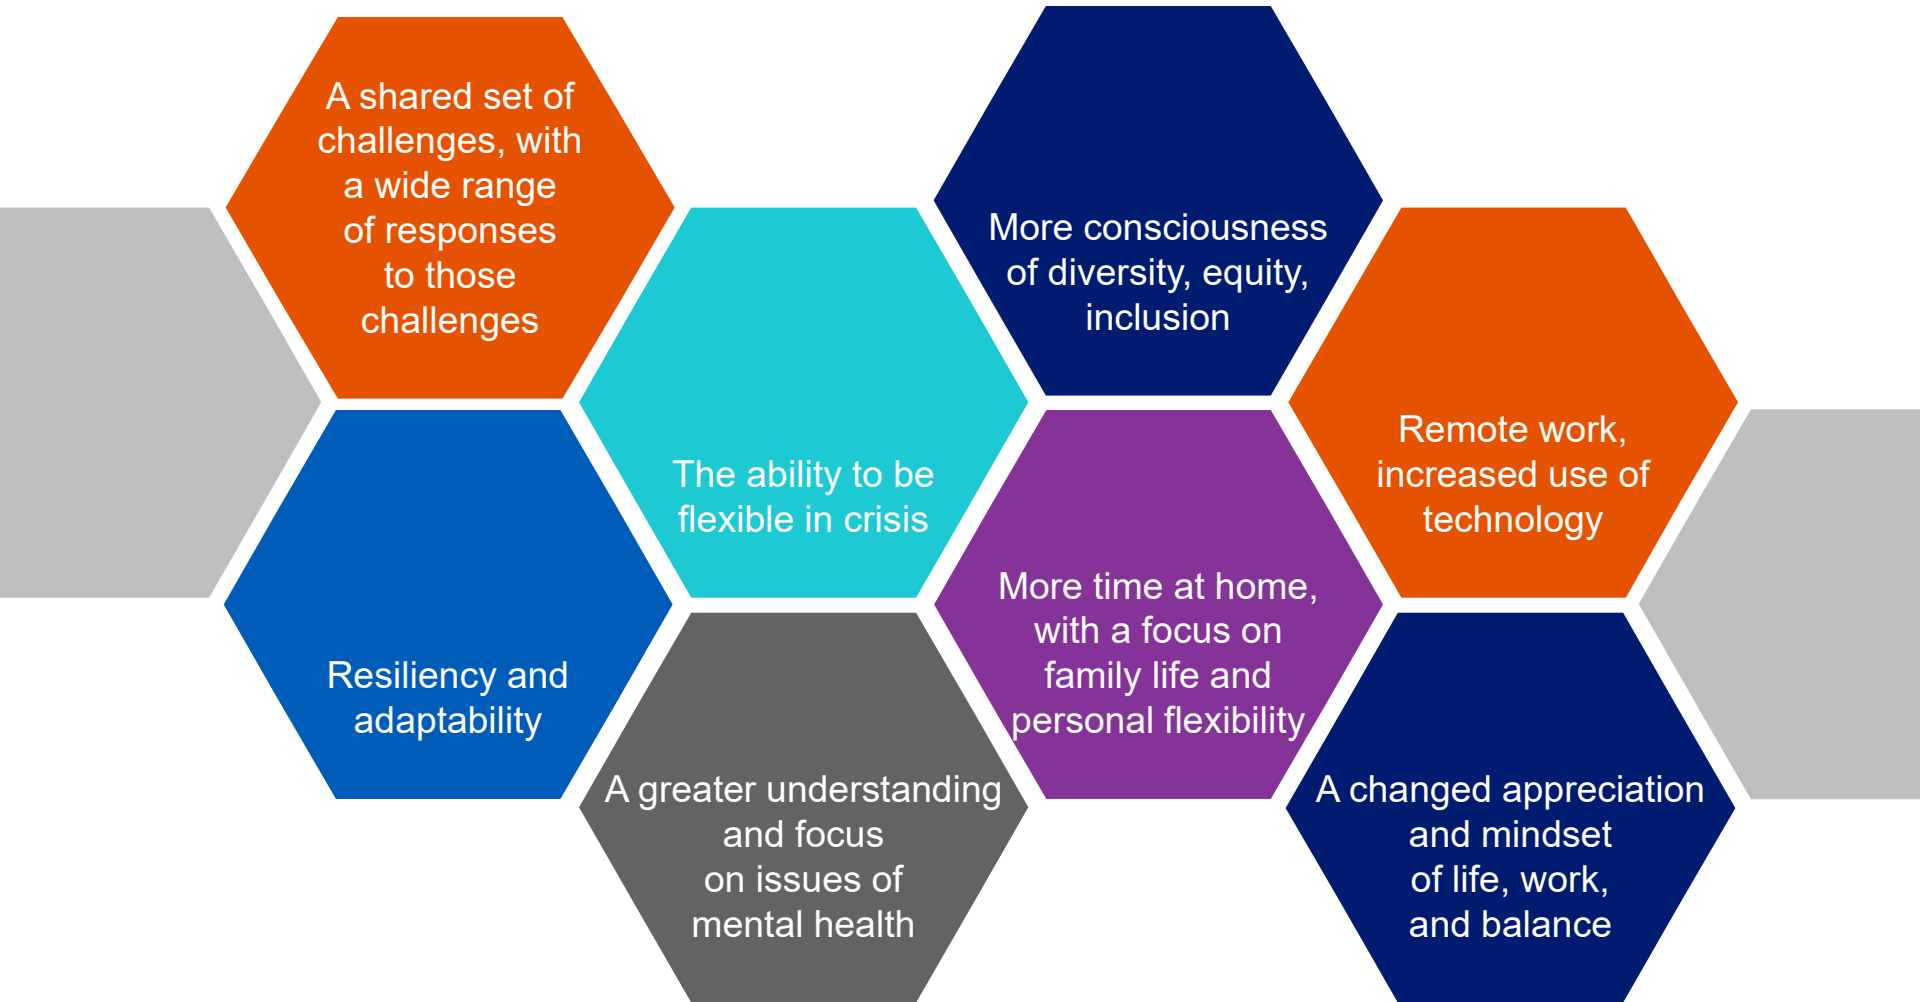 A shared set of
challenges, with
a wide range
of responses
to those
challenges
More consciousness
of diversity, equity,
inclusion
The ability to be
flexible in crisis
Remote work,
increased use of
technology
Resiliency and
adaptability
More time at home,
with a focus on
family life and
personal flexibility
A greater understanding
and focus
on issues of
mental health
A changed appreciation
and mindset
of life, work,
and balance